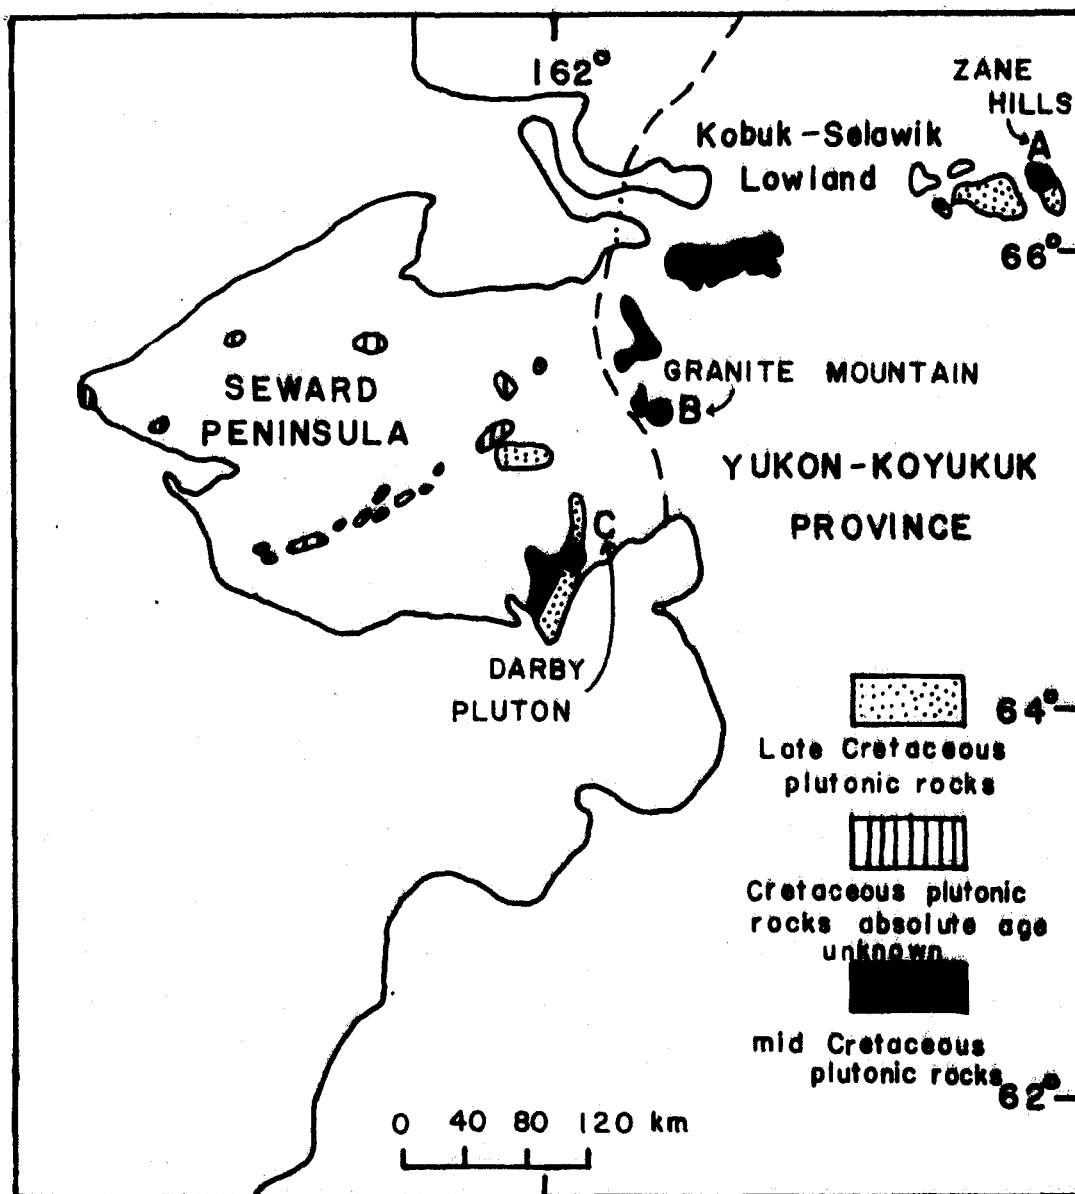 162°
ZANE
HILLS
A
Kobuk-Selawik
Lowland
66°
GRANITE MOUNTAIN
B
SEWARD
PENINSULA
YUKON-KOYUKUK
PROVINCE
C
DARBY
PLUTON
64°
Late Cretaceous
plutonic rocks
Cretaceous plutonic
rocks absolute age
unknown
mid Cretaceous
plutonic rocks
62°
0 40 80 120 km